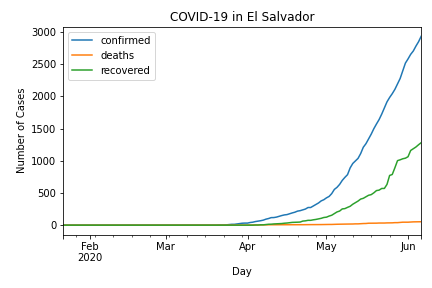 COVID-19 in El Salvador
confirmed
deaths
recovered
Number of Cases
3000
2500
2000
1500
1000
500
0
Feb
2020
Mar
Apr
May
Jun
Day